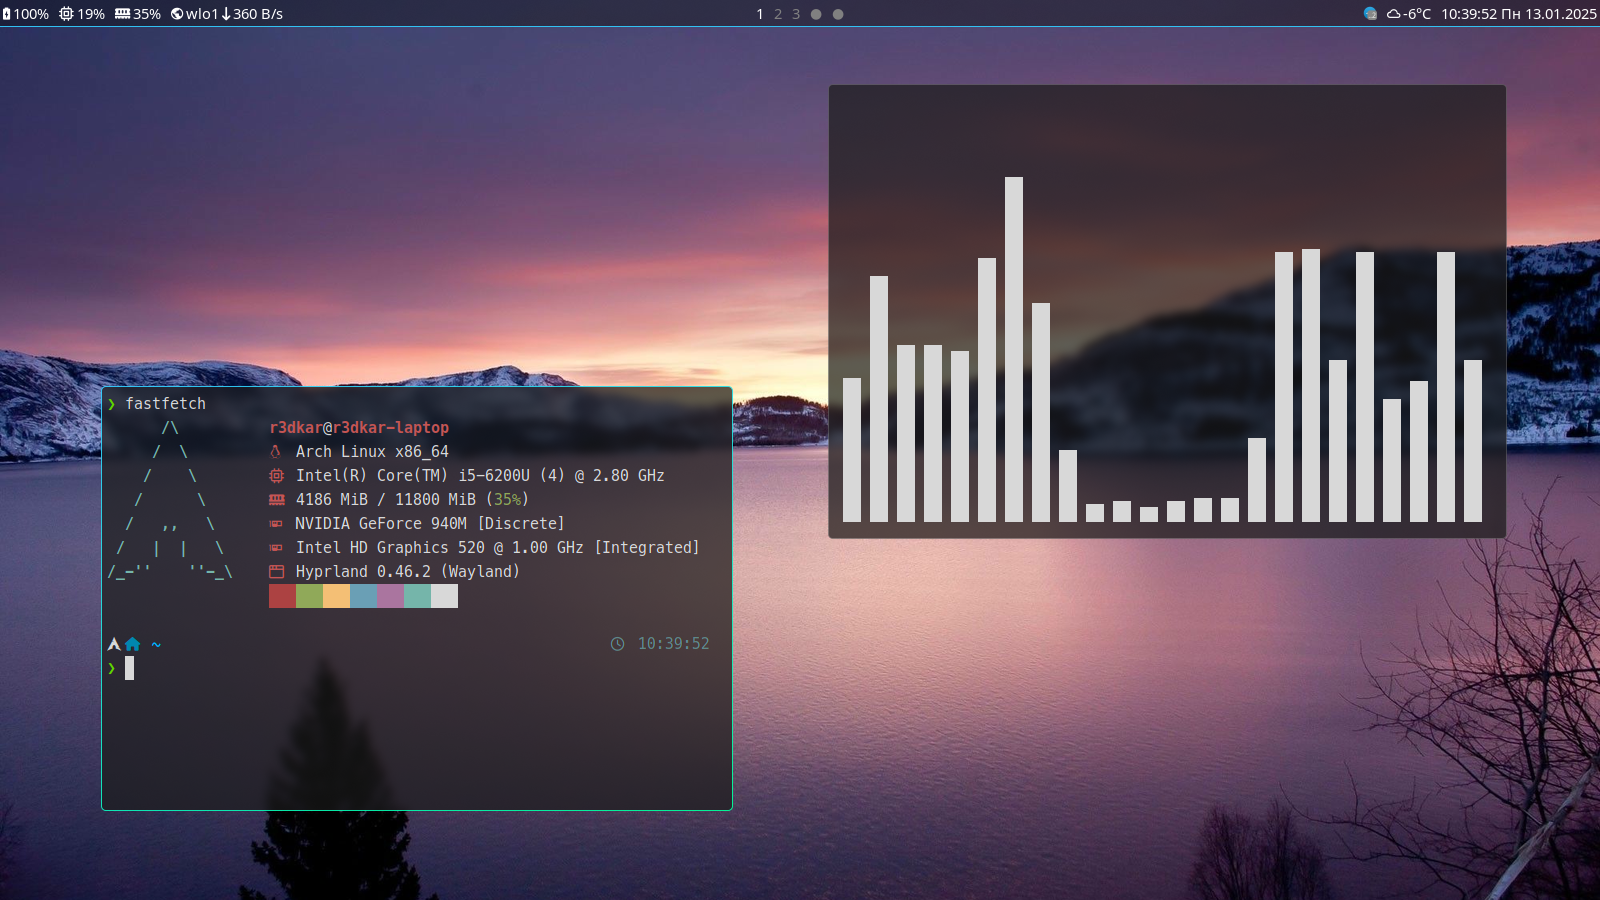 100% 19% 35% wlo1 360 B/s
1 2 3
-6°C 10:39:52 Пн 13.01.2025
❯ fastfetch
r3dkar@r3dkar-laptop
Arch Linux x86_64
Intel(R) Core(TM) i5-6200U (4) @ 2.80 GHz
4186 MiB / 11800 MiB (35%)
NVIDIA GeForce 940M [Discrete]
Intel HD Graphics 520 @ 1.00 GHz [Integrated]
Hyprland 0.46.2 (Wayland)
~ 10:39:52
❯